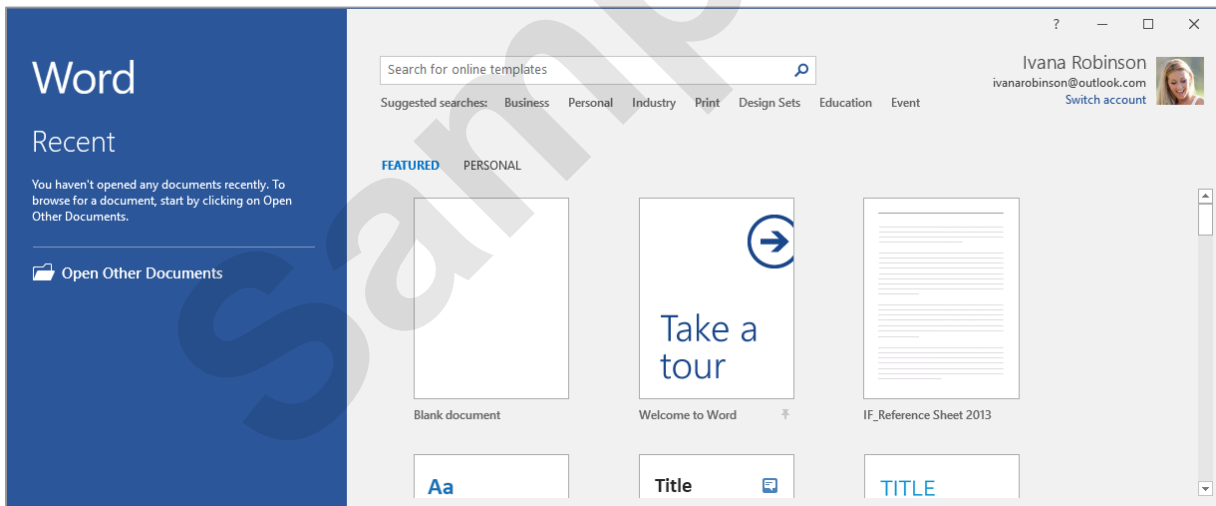 ?
Word
Recent
You haven't opened any documents recently. To
browse for a document, start by clicking on Open
Other Documents.
Open Other Documents
Search for online templates
Suggested searches: Business Personal Industry Print Design Sets Education Event
Ivana Robinson
ivanarobinson@outlook.com
Switch account
FEATURED PERSONAL
Take a
tour
Blank document
Welcome to Word
IF_Reference Sheet 2013
Aa
Title
TITLE
Sample